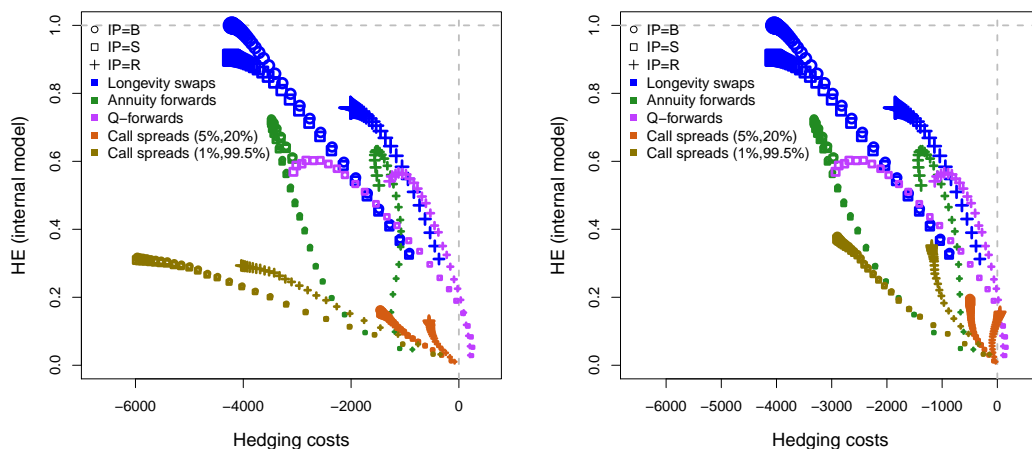 HE (internal model)
1.0
0.8
0.6
0.4
0.2
0.0
IP=B
IP=S
IP=R
Longevity swaps
Annuity forwards
Q−forwards
Call spreads (5%,20%)
Call spreads (1%,99.5%)
−6000
−4000
−2000
0
Hedging costs
HE (internal model)
1.0
0.8
0.6
0.4
0.2
0.0
IP=B
IP=S
IP=R
Longevity swaps
Annuity forwards
Q−forwards
Call spreads (5%,20%)
Call spreads (1%,99.5%)
−6000
−5000
−4000
−3000
−2000
−1000
0
Hedging costs